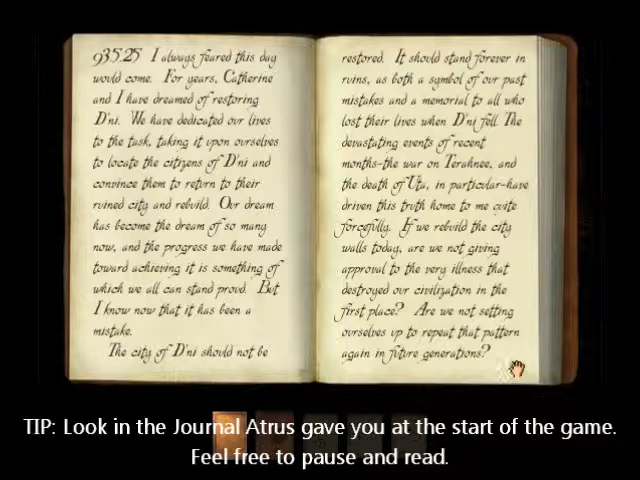 93.5.25 I always feared this day
would come. For years, Catherine
and I have dreamed of restoring
D'ni. We have dedicated our lives
to the task, taking it upon ourselves
to locate the citizens of D'ni and
convince them to return to their
ruined city and rebuild. Our dream
has become the dream of so many
now, and the progress we have made
toward achieving it is something of
which we all can stand proud. But
I know now that it has been a
mistake.
The city of D'ni should not be
restored. It should stand forever in
ruins, as both a symbol of our past
mistakes and a memorial to all who
lost their lives when D'ni fell. The
devastating events of recent
months-the war on Terahnee, and
the death of Uta, in particular-have
driven this truth home to me quite
forcefully. If we rebuild the city
walls today, are we not giving
approval to the very illness that
destroyed our civilization in the
first place? Are we not setting
ourselves up to repeat that pattern
again in future generations?
TIP: Look in the Journal Atrus gave you at the start of the game.
Feel free to pause and read.